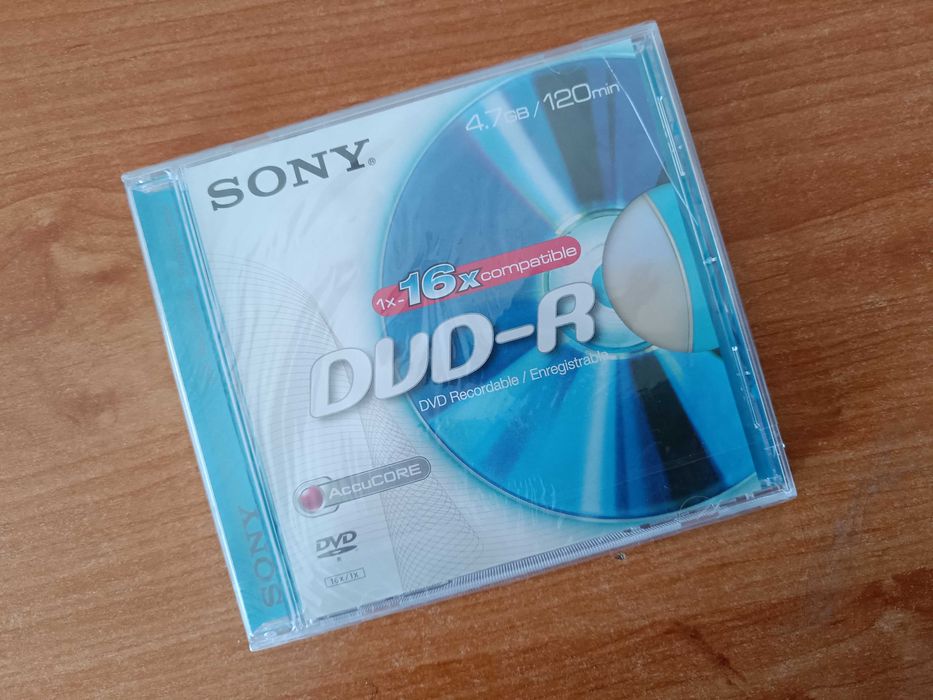 4.7GB / 120min
SONY®
1x-16x compatible
DVD-R
DVD Recordable / Enregistrable
AccuCORE
DVD
R
16x/1x
SONY